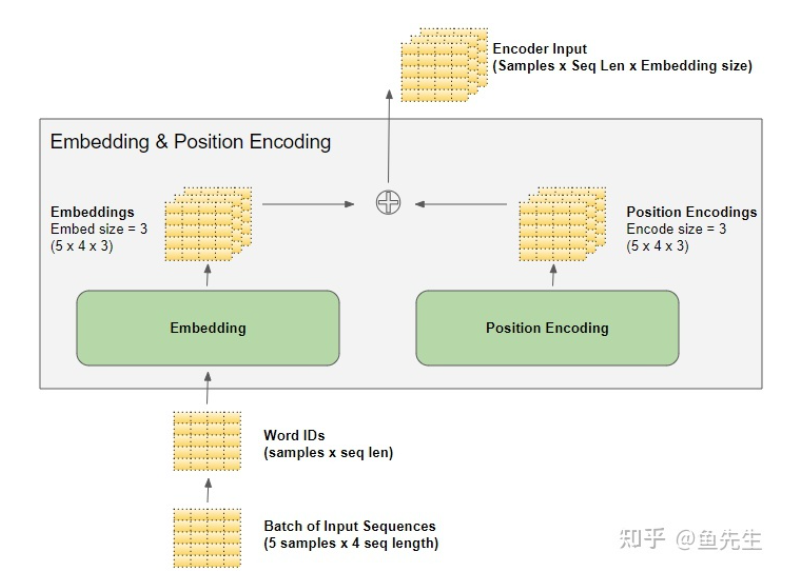 Encoder Input
(Samples x Seq Len x Embedding size)
Embedding & Position Encoding
Embeddings
Embed size = 3
(5 x 4 x 3)
Position Encodings
Encode size = 3
(5 x 4 x 3)
Embedding
Position Encoding
Word IDs
(samples x seq len)
Batch of Input Sequences
(5 samples x 4 seq length)
知乎 @鱼先生